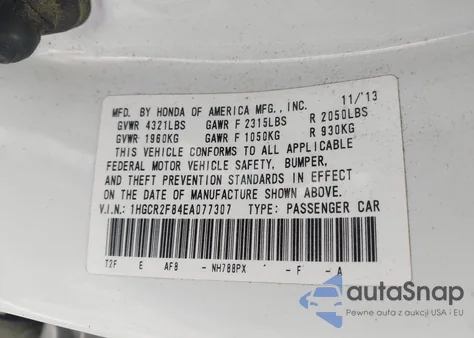 MFD. BY HONDA OF AMERICA MFG., INC. 11/'13
GVWR 4321LBS GAWR F 2315LBS R 2050LBS
GVWR 1960KG GAWR F 1050KG R 930KG
THIS VEHICLE CONFORMS TO ALL APPLICABLE
FEDERAL MOTOR VEHICLE SAFETY, BUMPER,
AND THEFT PREVENTION STANDARDS IN EFFECT
ON THE DATE OF MANUFACTURE SHOWN ABOVE.
V.I.N.: 1HGCR2F84EA077307 TYPE: PASSENGER CAR
T2F E AF8 - NH788PX - F - A
autoSnap
Pewne auta z aukcji USA i EU